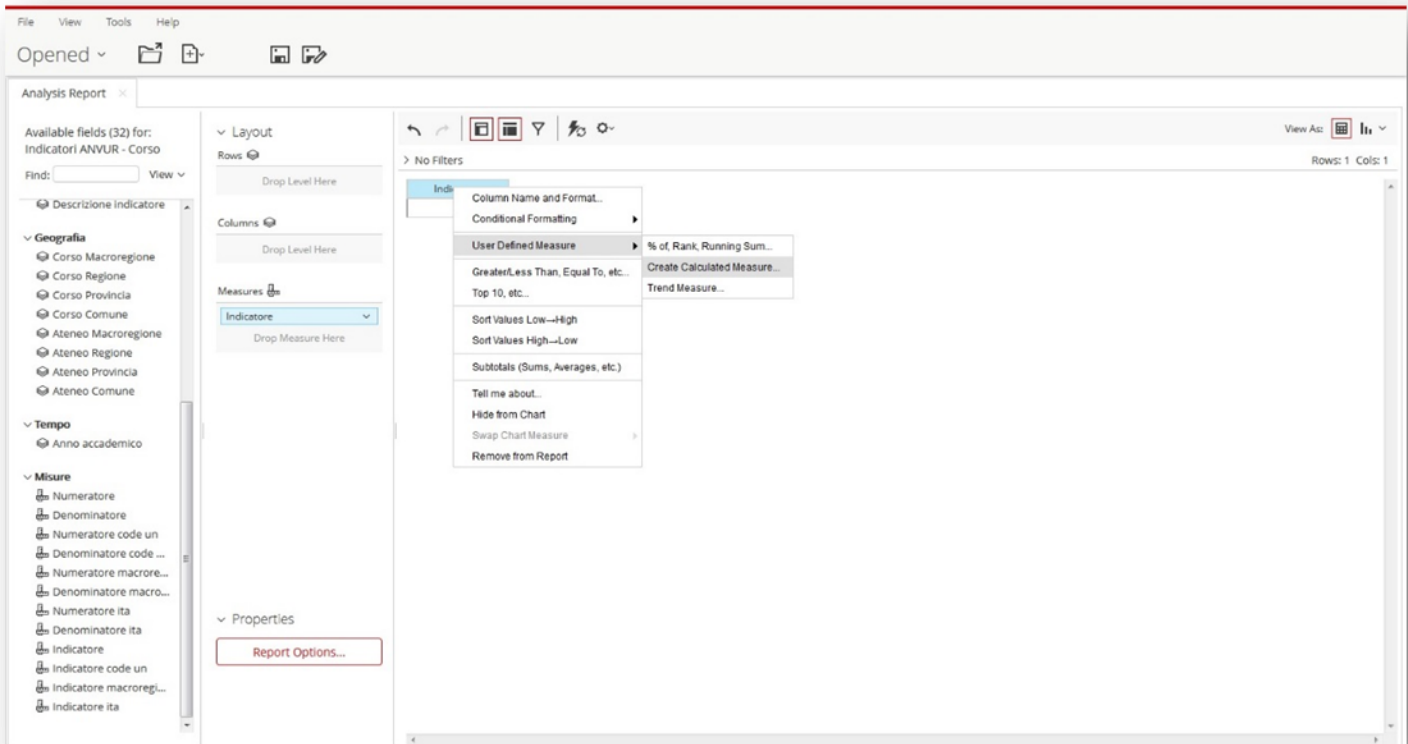 File View Tools Help
Opened
Analysis Report ×
Available fields (32) for:
Indicatori ANVUR - Corso
Find: View
Descrizione indicatore
Geografia
Corso Macroregione
Corso Regione
Corso Provincia
Corso Comune
Ateneo Macroregione
Ateneo Regione
Ateneo Provincia
Ateneo Comune
Tempo
Anno accademico
Misure
Numeratore
Denominatore
Numeratore code un
Denominatore code ...
Numeratore macrore...
Denominatore macro...
Numeratore ita
Denominatore ita
Indicatore
Indicatore code un
Indicatore macroregi...
Indicatore ita
Layout
Rows
Drop Level Here
Columns
Drop Level Here
Measures
Indicatore
Drop Measure Here
Properties
Report Options...
View As:
No Filters
Rows: 1 Cols: 1
Indi
Column Name and Format...
Conditional Formatting
User Defined Measure
Greater/Less Than, Equal To, etc...
Top 10, etc...
Sort Values Low→High
Sort Values High→Low
Subtotals (Sums, Averages, etc.)
Tell me about...
Hide from Chart
Swap Chart Measure
Remove from Report
% of, Rank, Running Sum...
Create Calculated Measure...
Trend Measure...